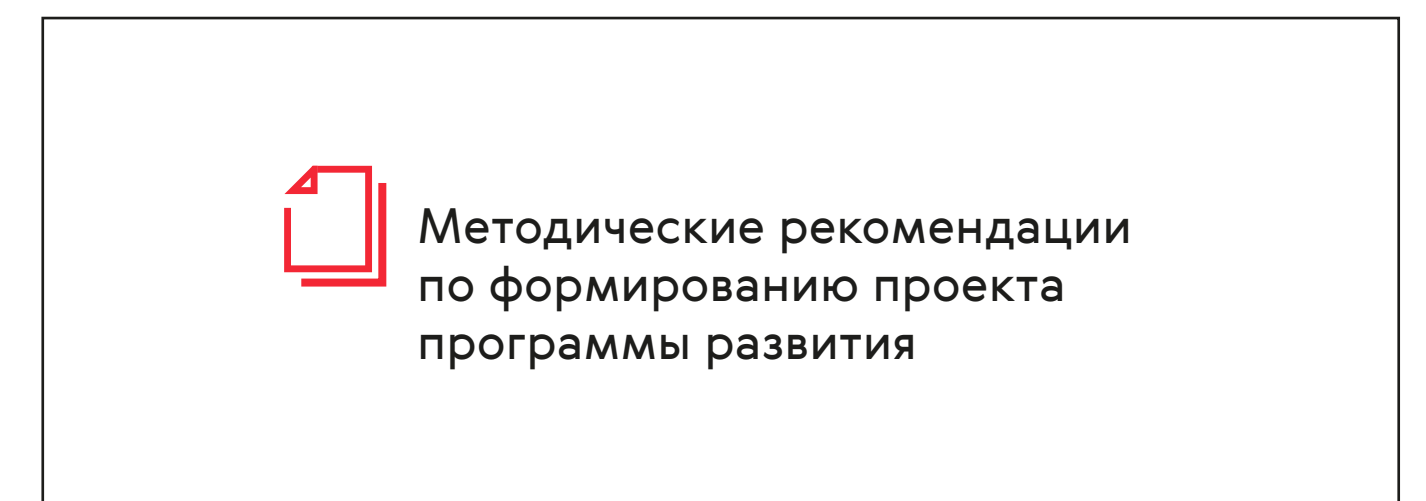 Методические рекомендации
по формированию проекта
программы развития